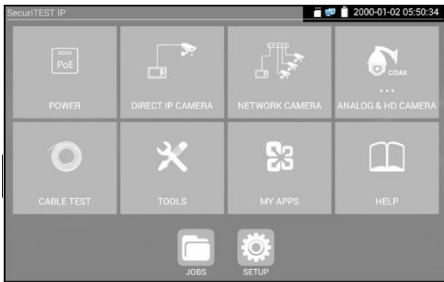 SecuriTEST IP
2000-01-02 05:50:34
PoE
COAX
POWER
DIRECT IP CAMERA
NETWORK CAMERA
ANALOG & HD CAMERA
CABLE TEST
TOOLS
MY APPS
HELP
JOBS
SETUP